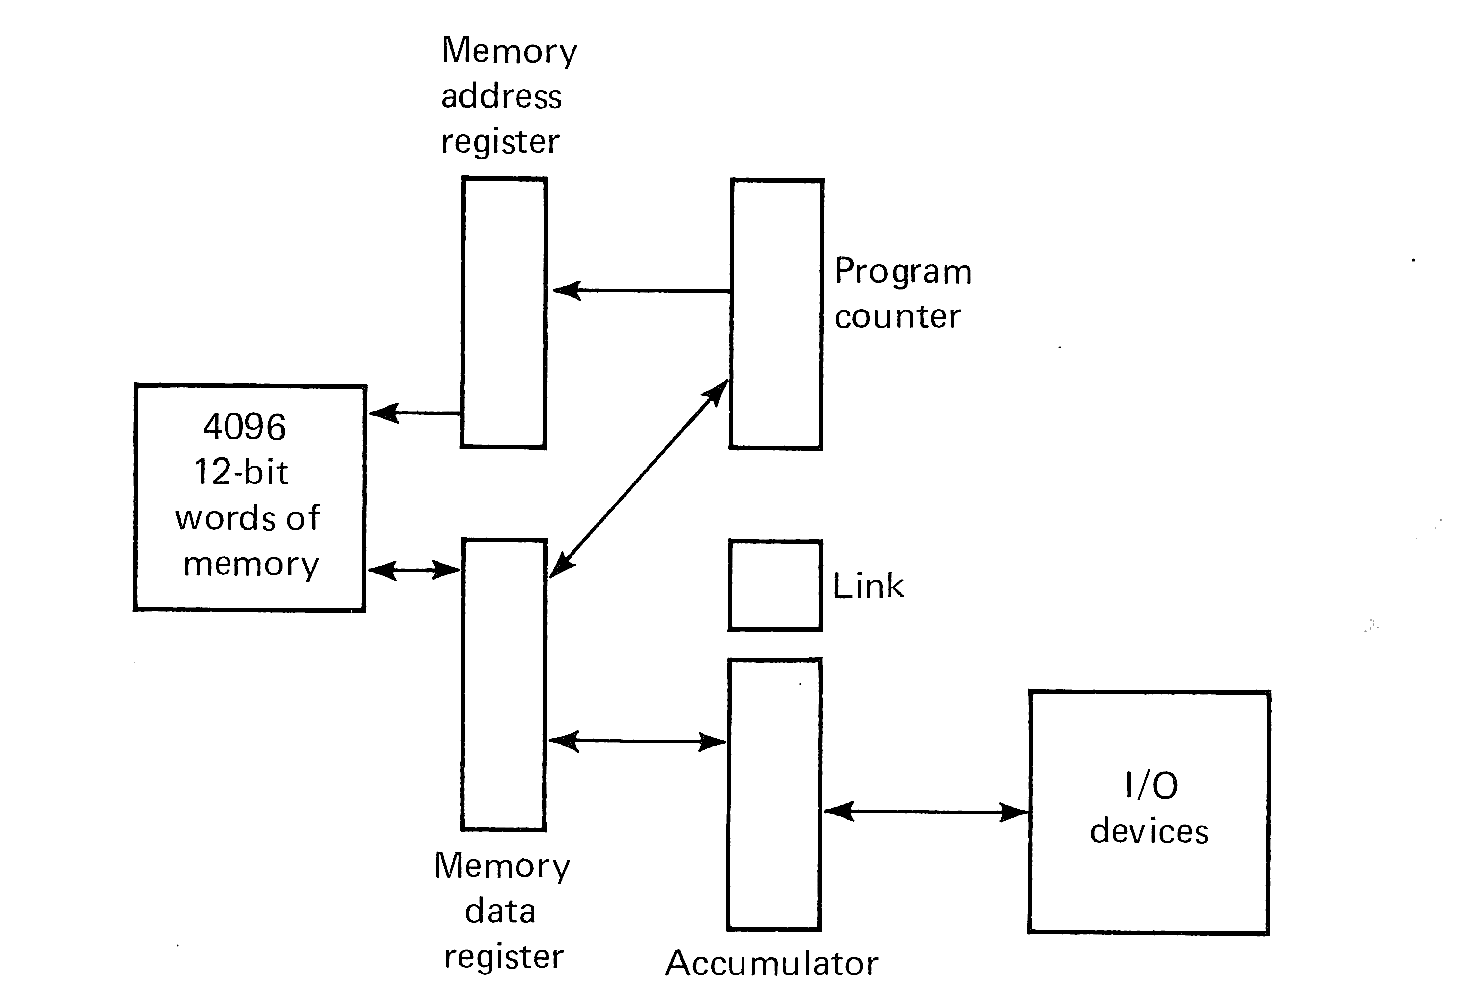 Memory
address
register
Program
counter
4096
12-bit
words of
memory
Link
I/O
devices
Memory
data
register
Accumulator